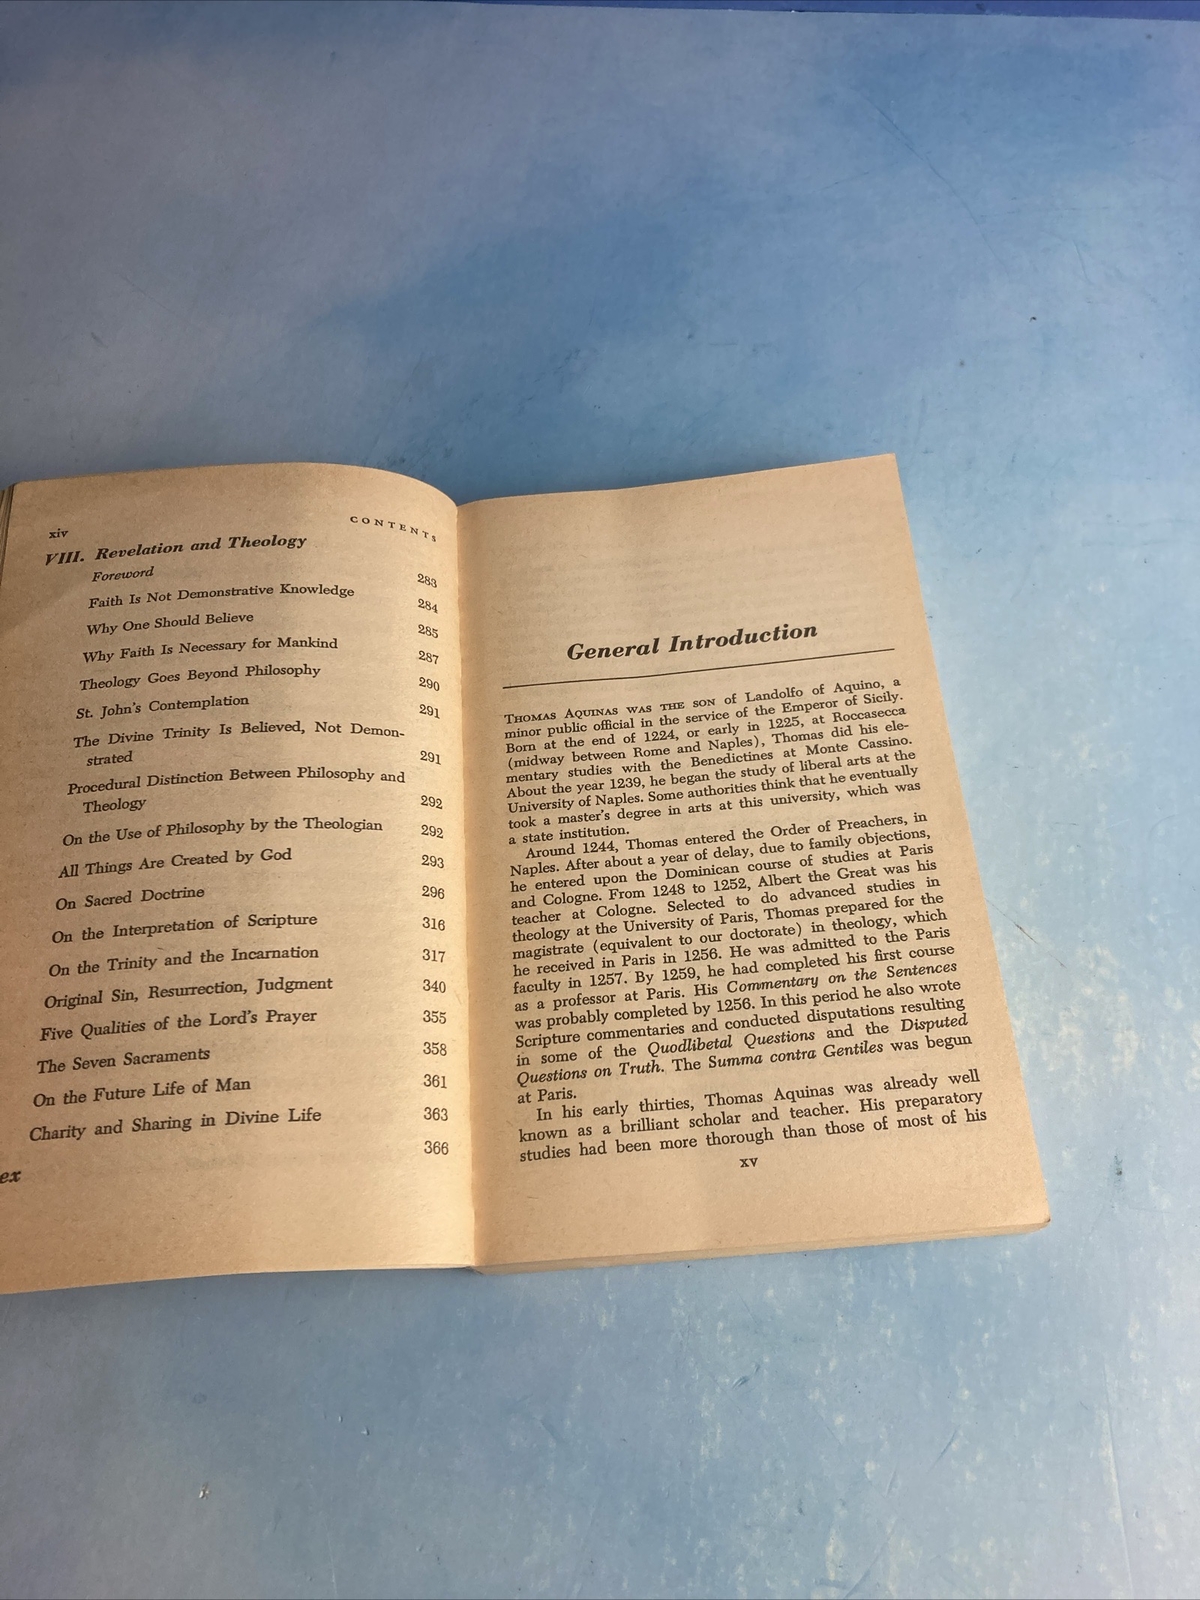 xiv CONTENTS
VIII. Revelation and Theology
Foreword 283
Faith Is Not Demonstrative Knowledge 284
Why One Should Believe 285
Why Faith Is Necessary for Mankind 287
Theology Goes Beyond Philosophy 290
St. John's Contemplation 291
The Divine Trinity Is Believed, Not Demon-
strated 291
Procedural Distinction Between Philosophy and
Theology 292
On the Use of Philosophy by the Theologian 292
All Things Are Created by God 293
On Sacred Doctrine 296
On the Interpretation of Scripture 316
On the Trinity and the Incarnation 317
Original Sin, Resurrection, Judgment 340
Five Qualities of the Lord's Prayer 355
The Seven Sacraments 358
On the Future Life of Man 361
Charity and Sharing in Divine Life 363
ex 366
General Introduction
THOMAS AQUINAS WAS THE SON of Landolfo of Aquino, a
minor public official in the service of the Emperor of Sicily.
Born at the end of 1224, or early in 1225, at Roccasecca
(midway between Rome and Naples), Thomas did his ele-
mentary studies with the Benedictines at Monte Cassino.
About the year 1239, he began the study of liberal arts at the
University of Naples. Some authorities think that he eventually
took a master's degree in arts at this university, which was
a state institution.
Around 1244, Thomas entered the Order of Preachers, in
Naples. After about a year of delay, due to family objections,
he entered upon the Dominican course of studies at Paris
and Cologne. From 1248 to 1252, Albert the Great was his
teacher at Cologne. Selected to do advanced studies in
theology at the University of Paris, Thomas prepared for the
magistrate (equivalent to our doctorate) in theology, which
he received in Paris in 1256. He was admitted to the Paris
faculty in 1257. By 1259, he had completed his first course
as a professor at Paris. His Commentary on the Sentences
was probably completed by 1256. In this period he also wrote
Scripture commentaries and conducted disputations resulting
in some of the Quodlibetal Questions and the Disputed
Questions on Truth. The Summa contra Gentiles was begun
at Paris.
In his early thirties, Thomas Aquinas was already well
known as a brilliant scholar and teacher. His preparatory
studies had been more thorough than those of most of his
xv